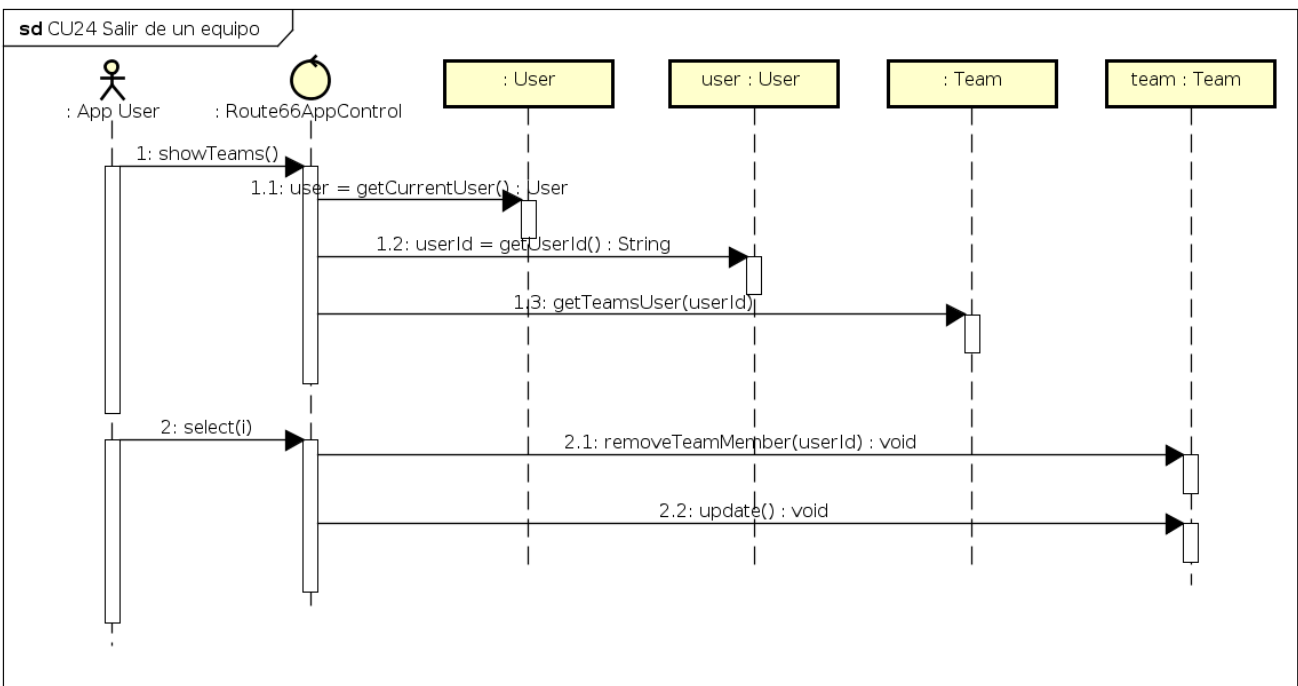 sd CU24 Salir de un equipo
: App User
: Route66AppControl
: User
user : User
: Team
team : Team
1: showTeams()
1.1: user = getCurrentUser() : User
1.2: userId = getUserId() : String
1.3: getTeamsUser(userId)
2: select(i)
2.1: removeTeamMember(userId) : void
2.2: update() : void